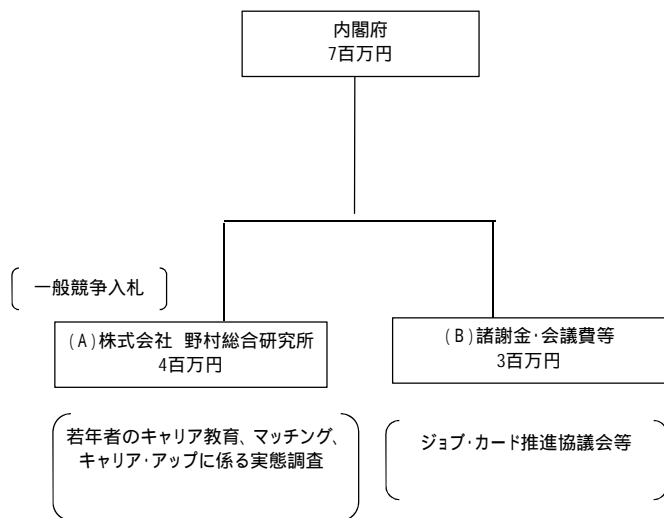 内閣府
7百万円
一般競争入札
(A)株式会社 野村総合研究所
4百万円
(B)諸謝金・会議費等
3百万円
若年者のキャリア教育、マッチング、
キャリア・アップに係る実態調査
ジョブ・カード推進協議会等